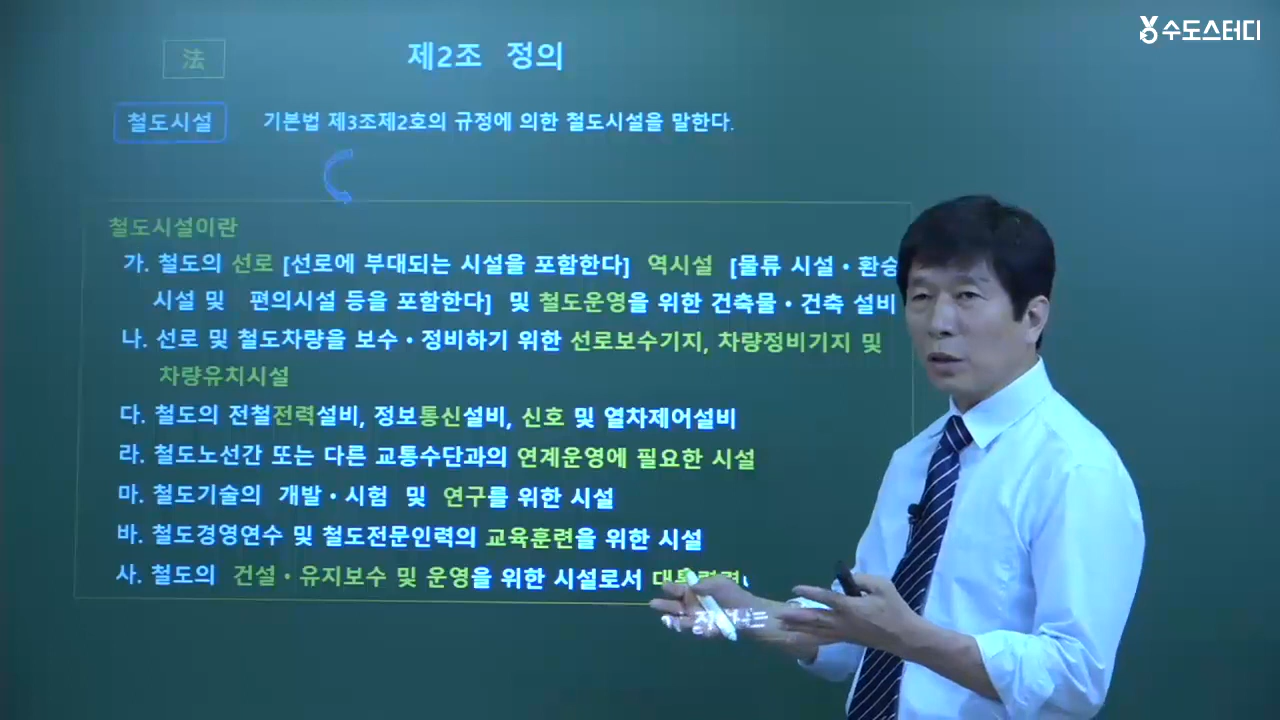 수도스터디
法
제2조 정의
철도시설 기본법 제3조제2호의 규정에 의한 철도시설을 말한다.
철도시설이란
가. 철도의 선로 [선로에 부대되는 시설을 포함한다] 역시설 [물류 시설・환승
시설 및 편의시설 등을 포함한다] 및 철도운영을 위한 건축물・건축 설비
나. 선로 및 철도차량을 보수・정비하기 위한 선로보수기지, 차량정비기지 및
차량유치시설
다. 철도의 전철전력설비, 정보통신설비, 신호 및 열차제어설비
라. 철도노선간 또는 다른 교통수단과의 연계운영에 필요한 시설
마. 철도기술의 개발・시험 및 연구를 위한 시설
바. 철도경영연수 및 철도전문인력의 교육훈련을 위한 시설
사. 철도의 건설・유지보수 및 운영을 위한 시설로서